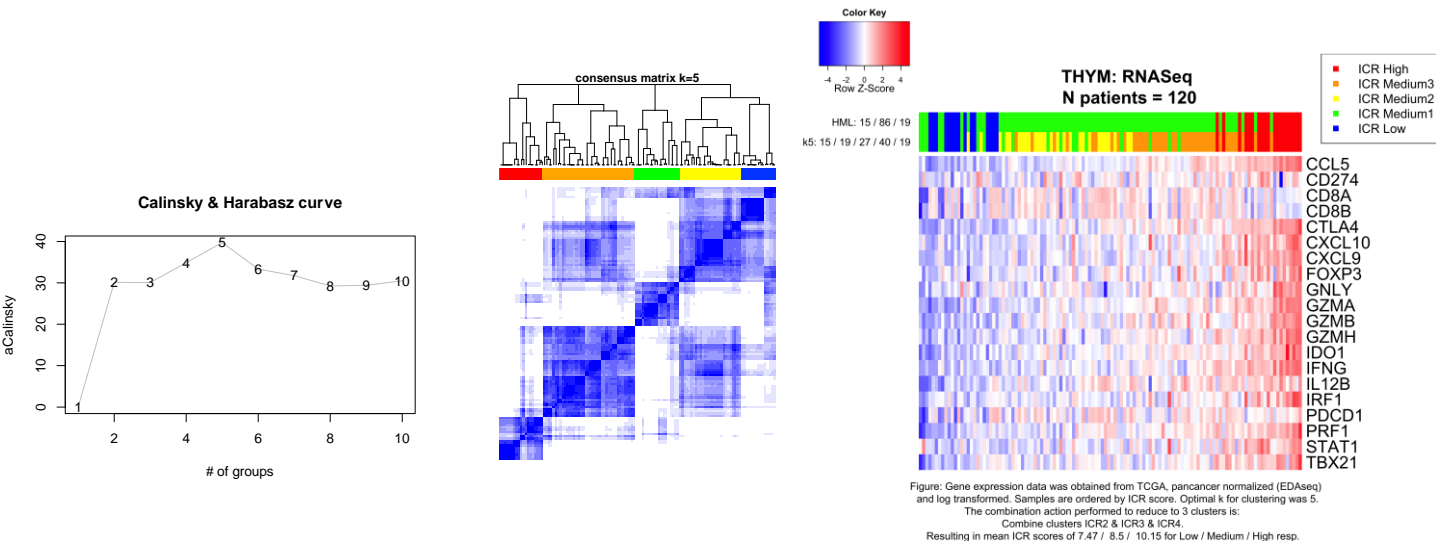 Calinsky & Harabasz curve
aCalinsky
0
10
20
30
40
1
2
3
4
5
6
7
8
9
10
2
4
6
8
10
# of groups
consensus matrix k=5
Color Key
-4 -2 0 2 4
Row Z-Score
THYM: RNASeq
N patients = 120
HML: 15 / 86 / 19
k5: 15 / 19 / 27 / 40 / 19
ICR High
ICR Medium3
ICR Medium2
ICR Medium1
ICR Low
CCL5
CD274
CD8A
CD8B
CTLA4
CXCL10
CXCL9
FOXP3
GNLY
GZMA
GZMB
GZMH
IDO1
IFNG
IL12B
IRF1
PDCD1
PRF1
STAT1
TBX21
Figure: Gene expression data was obtained from TCGA, pancancer normalized (EDAseq)
and log transformed. Samples are ordered by ICR score. Optimal k for clustering was 5.
The combination action performed to reduce to 3 clusters is:
Combine clusters ICR2 & ICR3 & ICR4.
Resulting in mean ICR scores of 7.47 / 8.5 / 10.15 for Low / Medium / High resp.